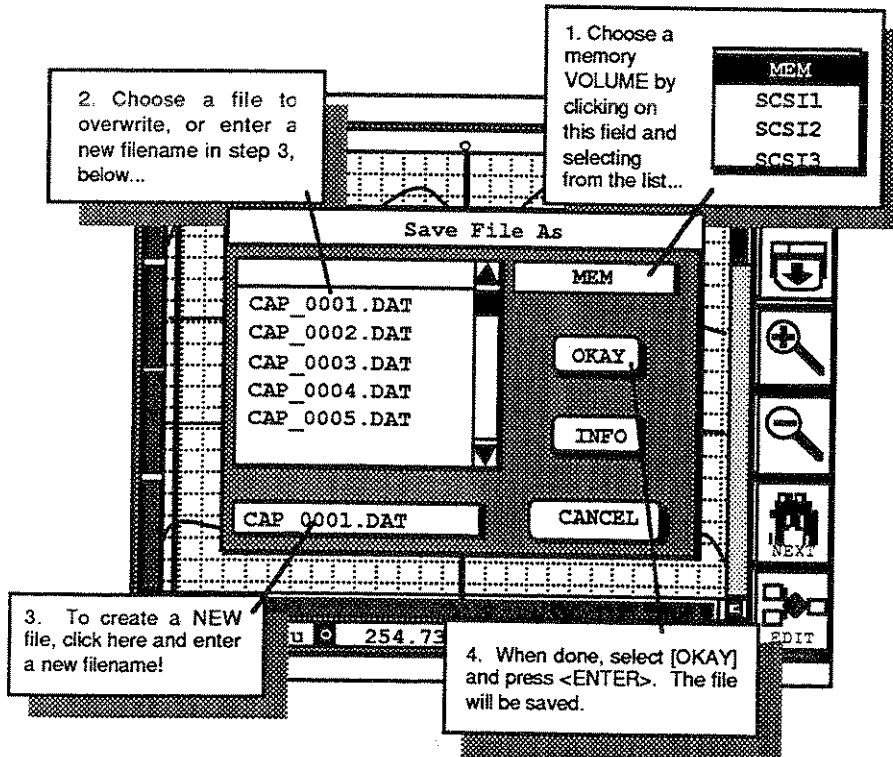 1. Choose a
memory
VOLUME by
clicking on
this field and
selecting
from the list...
MEM
SCSI1
SCSI2
SCSI3
2. Choose a file to
overwrite, or enter a
new filename in step 3,
below...
Save File As
MEM
CAP_0001.DAT
CAP_0002.DAT
CAP_0003.DAT
CAP_0004.DAT
CAP_0005.DAT
OKAY
INFO
CAP_0001.DAT
CANCEL
NEXT
EDIT
254.73
3. To create a NEW
file, click here and enter
a new filename!
4. When done, select [OKAY]
and press <ENTER>. The file
will be saved.